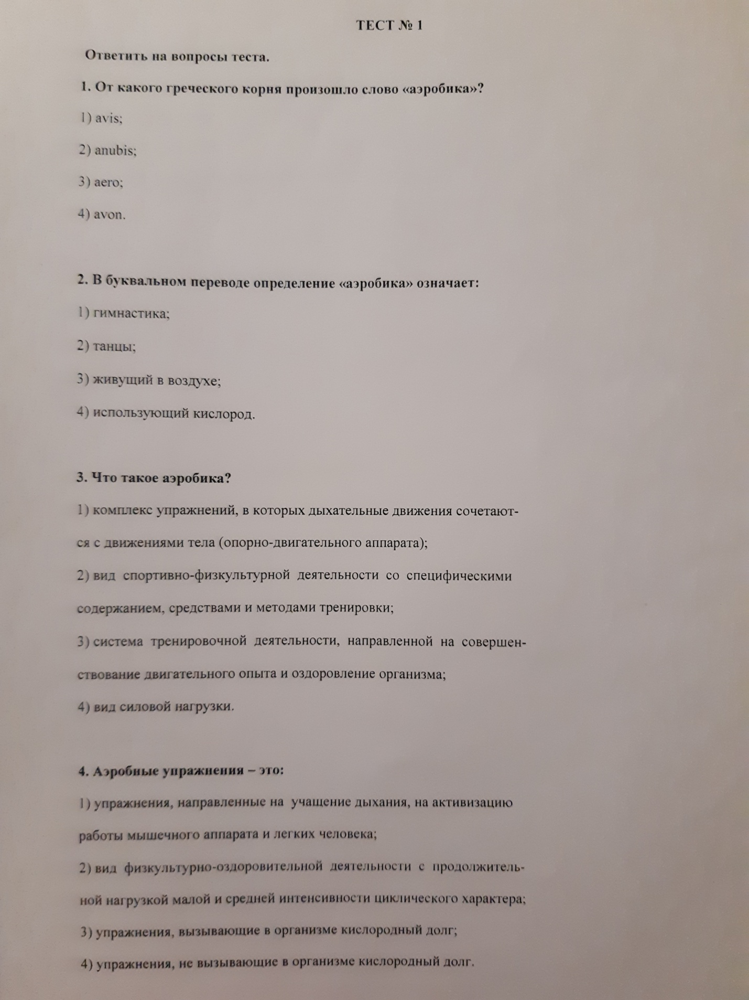 ТЕСТ № 1
Ответить на вопросы теста.
1. От какого греческого корня произошло слово «аэробика»?
1) avis;
2) anubis;
3) aero;
4) avon.
2. В буквальном переводе определение «аэробика» означает:
1) гимнастика;
2) танцы;
3) живущий в воздухе;
4) использующий кислород.
3. Что такое аэробика?
1) комплекс упражнений, в которых дыхательные движения сочетают-
ся с движениями тела (опорно-двигательного аппарата);
2) вид спортивно-физкультурной деятельности со специфическими
содержанием, средствами и методами тренировки;
3) система тренировочной деятельности, направленной на совершен-
ствование двигательного опыта и оздоровление организма;
4) вид силовой нагрузки.
4. Аэробные упражнения – это:
1) упражнения, направленные на учащение дыхания, на активизацию
работы мышечного аппарата и легких человека;
2) вид физкультурно-оздоровительной деятельности с продолжитель-
ной нагрузкой малой и средней интенсивности циклического характера;
3) упражнения, вызывающие в организме кислородный долг;
4) упражнения, не вызывающие в организме кислородный долг.